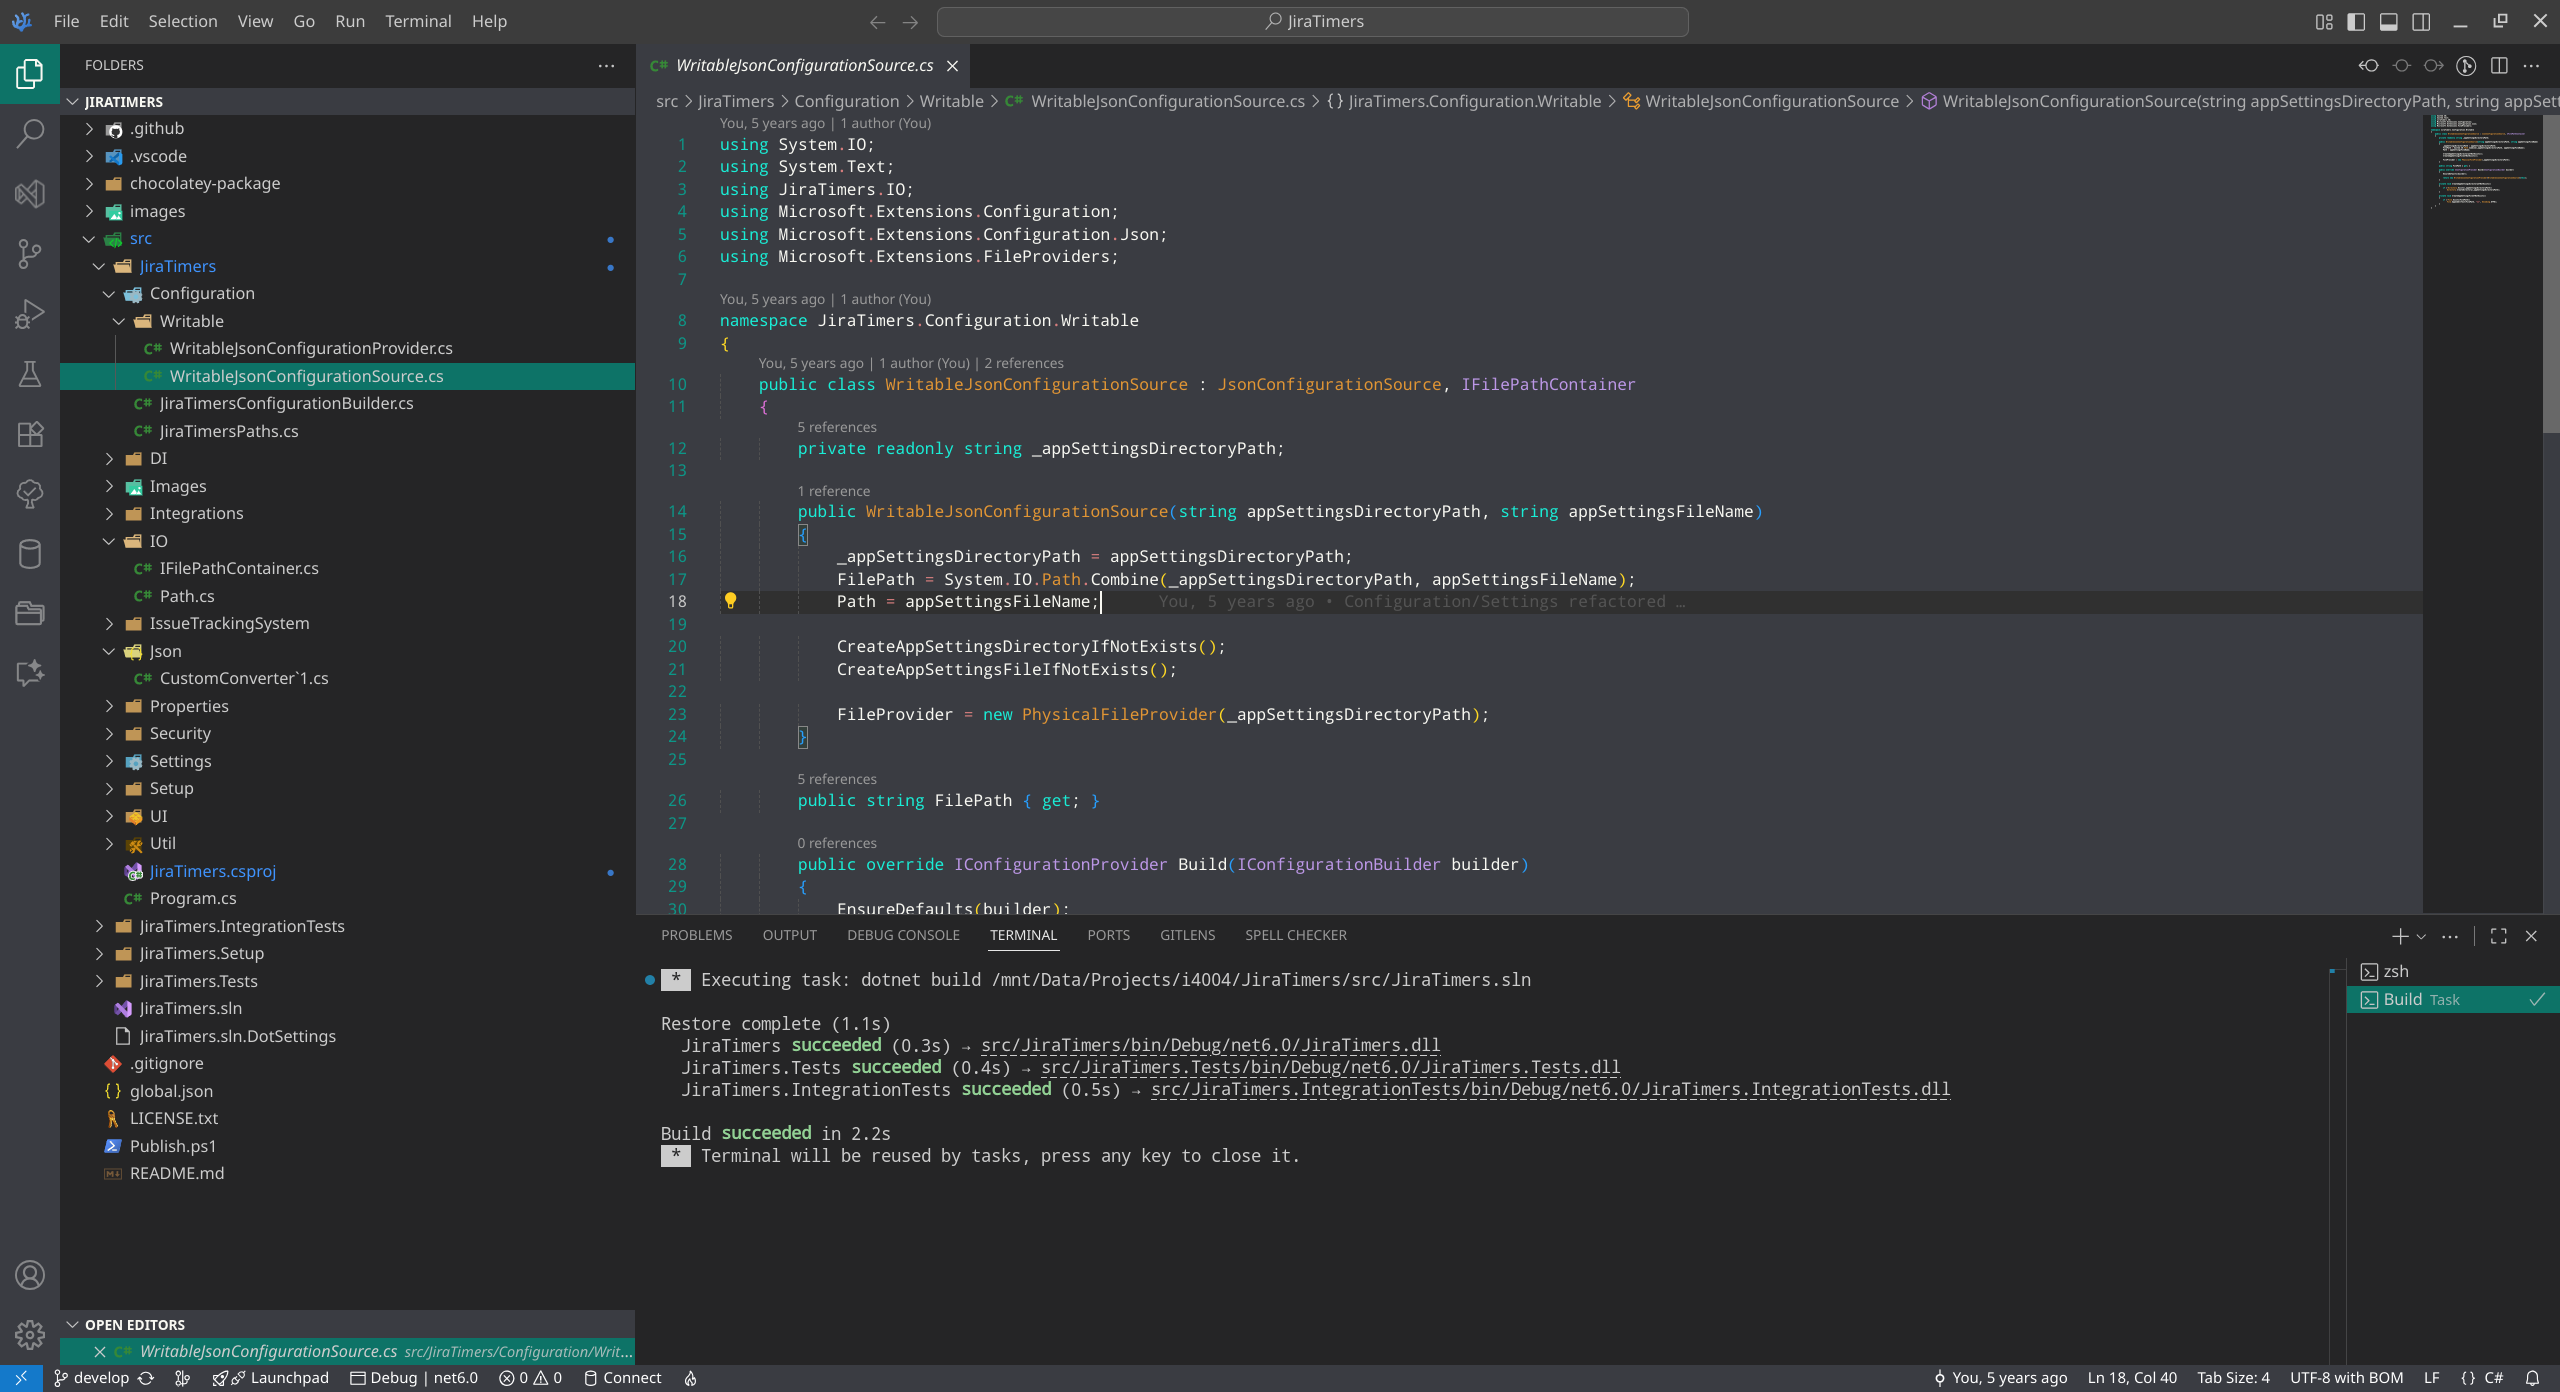 File Edit Selection View Go Run Terminal Help
JiraTimers
FOLDERS
JIRATIMERS
.github
.vscode
chocolatey-package
images
src
JiraTimers
Configuration
Writable
WritableJsonConfigurationProvider.cs
WritableJsonConfigurationSource.cs
JiraTimersConfigurationBuilder.cs
JiraTimersPaths.cs
DI
Images
Integrations
IO
IFilePathContainer.cs
Path.cs
IssueTrackingSystem
Json
CustomConverter`1.cs
Properties
Security
Settings
Setup
UI
Util
JiraTimers.csproj
Program.cs
JiraTimers.IntegrationTests
JiraTimers.Setup
JiraTimers.Tests
JiraTimers.sln
JiraTimers.sln.DotSettings
.gitignore
global.json
LICENSE.txt
Publish.ps1
README.md
OPEN EDITORS
WritableJsonConfigurationSource.cs src/JiraTimers/Configuration/Writ...
C# WritableJsonConfigurationSource.cs
src > JiraTimers > Configuration > Writable > C# WritableJsonConfigurationSource.cs > {} JiraTimers.Configuration.Writable > WritableJsonConfigurationSource > WritableJsonConfigurationSource(string appSettingsDirectoryPath, string appSett
You, 5 years ago | 1 author (You)
1 using System.IO;
2 using System.Text;
3 using JiraTimers.IO;
4 using Microsoft.Extensions.Configuration;
5 using Microsoft.Extensions.Configuration.Json;
6 using Microsoft.Extensions.FileProviders;
7
You, 5 years ago | 1 author (You)
8 namespace JiraTimers.Configuration.Writable
9 {
You, 5 years ago | 1 author (You) | 2 references
10 public class WritableJsonConfigurationSource : JsonConfigurationSource, IFilePathContainer
11 {
5 references
12 private readonly string _appSettingsDirectoryPath;
13
1 reference
14 public WritableJsonConfigurationSource(string appSettingsDirectoryPath, string appSettingsFileName)
15 {
16 _appSettingsDirectoryPath = appSettingsDirectoryPath;
17 FilePath = System.IO.Path.Combine(_appSettingsDirectoryPath, appSettingsFileName);
18 Path = appSettingsFileName; You, 5 years ago • Configuration/Settings refactored …
19
20 CreateAppSettingsDirectoryIfNotExists();
21 CreateAppSettingsFileIfNotExists();
22
23 FileProvider = new PhysicalFileProvider(_appSettingsDirectoryPath);
24 }
25
5 references
26 public string FilePath { get; }
27
0 references
28 public override IConfigurationProvider Build(IConfigurationBuilder builder)
29 {
30 EnsureDefaults(builder);
PROBLEMS OUTPUT DEBUG CONSOLE TERMINAL PORTS GITLENS SPELL CHECKER
* Executing task: dotnet build /mnt/Data/Projects/i4004/JiraTimers/src/JiraTimers.sln
Restore complete (1.1s)
JiraTimers succeeded (0.3s) → src/JiraTimers/bin/Debug/net6.0/JiraTimers.dll
JiraTimers.Tests succeeded (0.4s) → src/JiraTimers.Tests/bin/Debug/net6.0/JiraTimers.Tests.dll
JiraTimers.IntegrationTests succeeded (0.5s) → src/JiraTimers.IntegrationTests/bin/Debug/net6.0/JiraTimers.IntegrationTests.dll
Build succeeded in 2.2s
* Terminal will be reused by tasks, press any key to close it.
zsh
Build Task
develop Launchpad Debug | net6.0 0 0 Connect You, 5 years ago Ln 18, Col 40 Tab Size: 4 UTF-8 with BOM LF {} C#